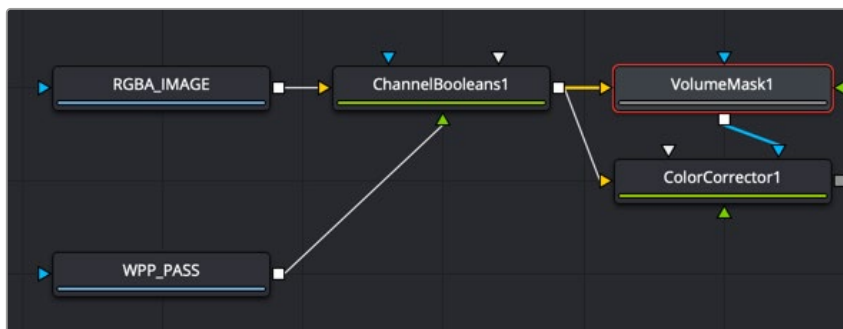 RGBA_IMAGE
ChannelBooleans1
VolumeMask1
ColorCorrector1
WPP_PASS